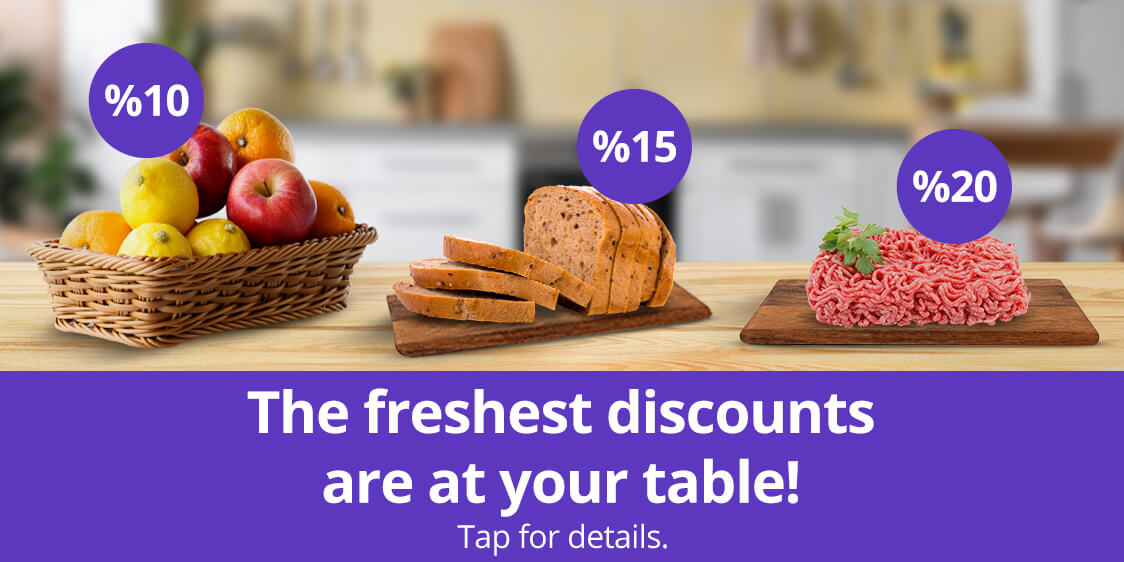 %10
%15
%20
The freshest discounts
are at your table!
Tap for details.